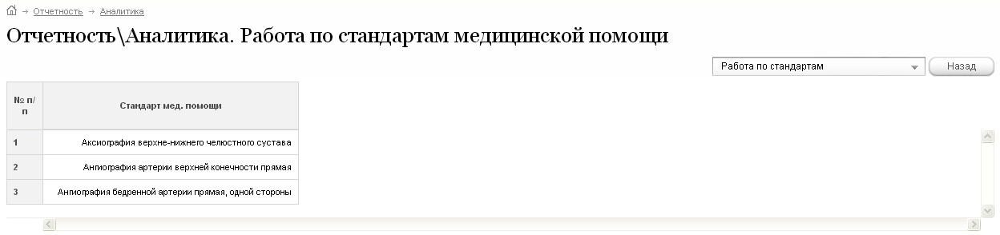 Отчетность Аналитика
Отчетность\Аналитика. Работа по стандартам медицинской помощи
Работа по стандартам Назад
№ п/
п
Стандарт мед. помощи
1 Аксиография верхне-нижнего челюстного сустава
2 Ангиография артерии верхней конечности прямая
3 Ангиография бедренной артерии прямая, одной стороны